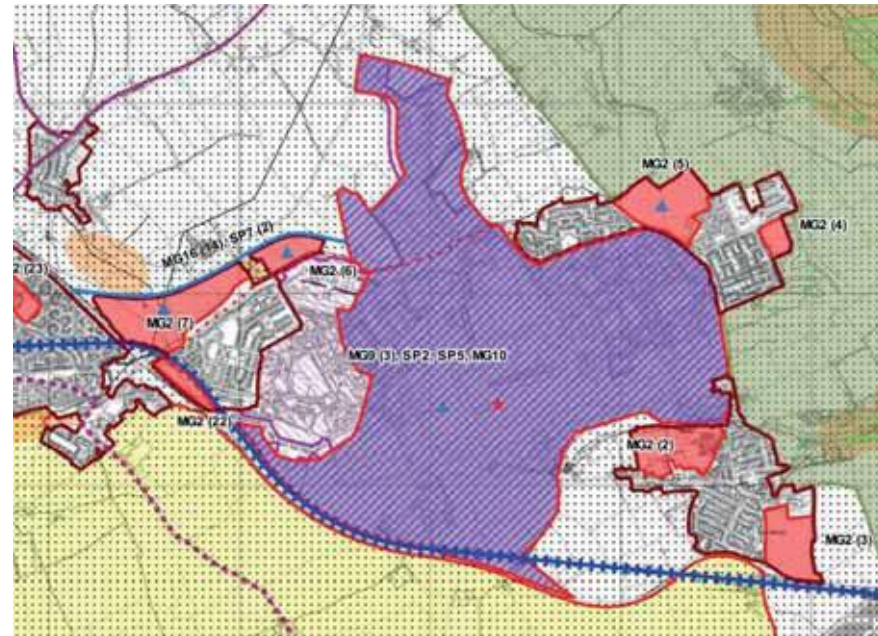 MG2 (5)
MG2 (4)
MG16 (14), SP7 (2)
2 (23)
MG2 (6)
MG2 (7)
MG9 (3), SP2, SP5, MG10
MG2 (22)
MG2 (2)
MG2 (3)